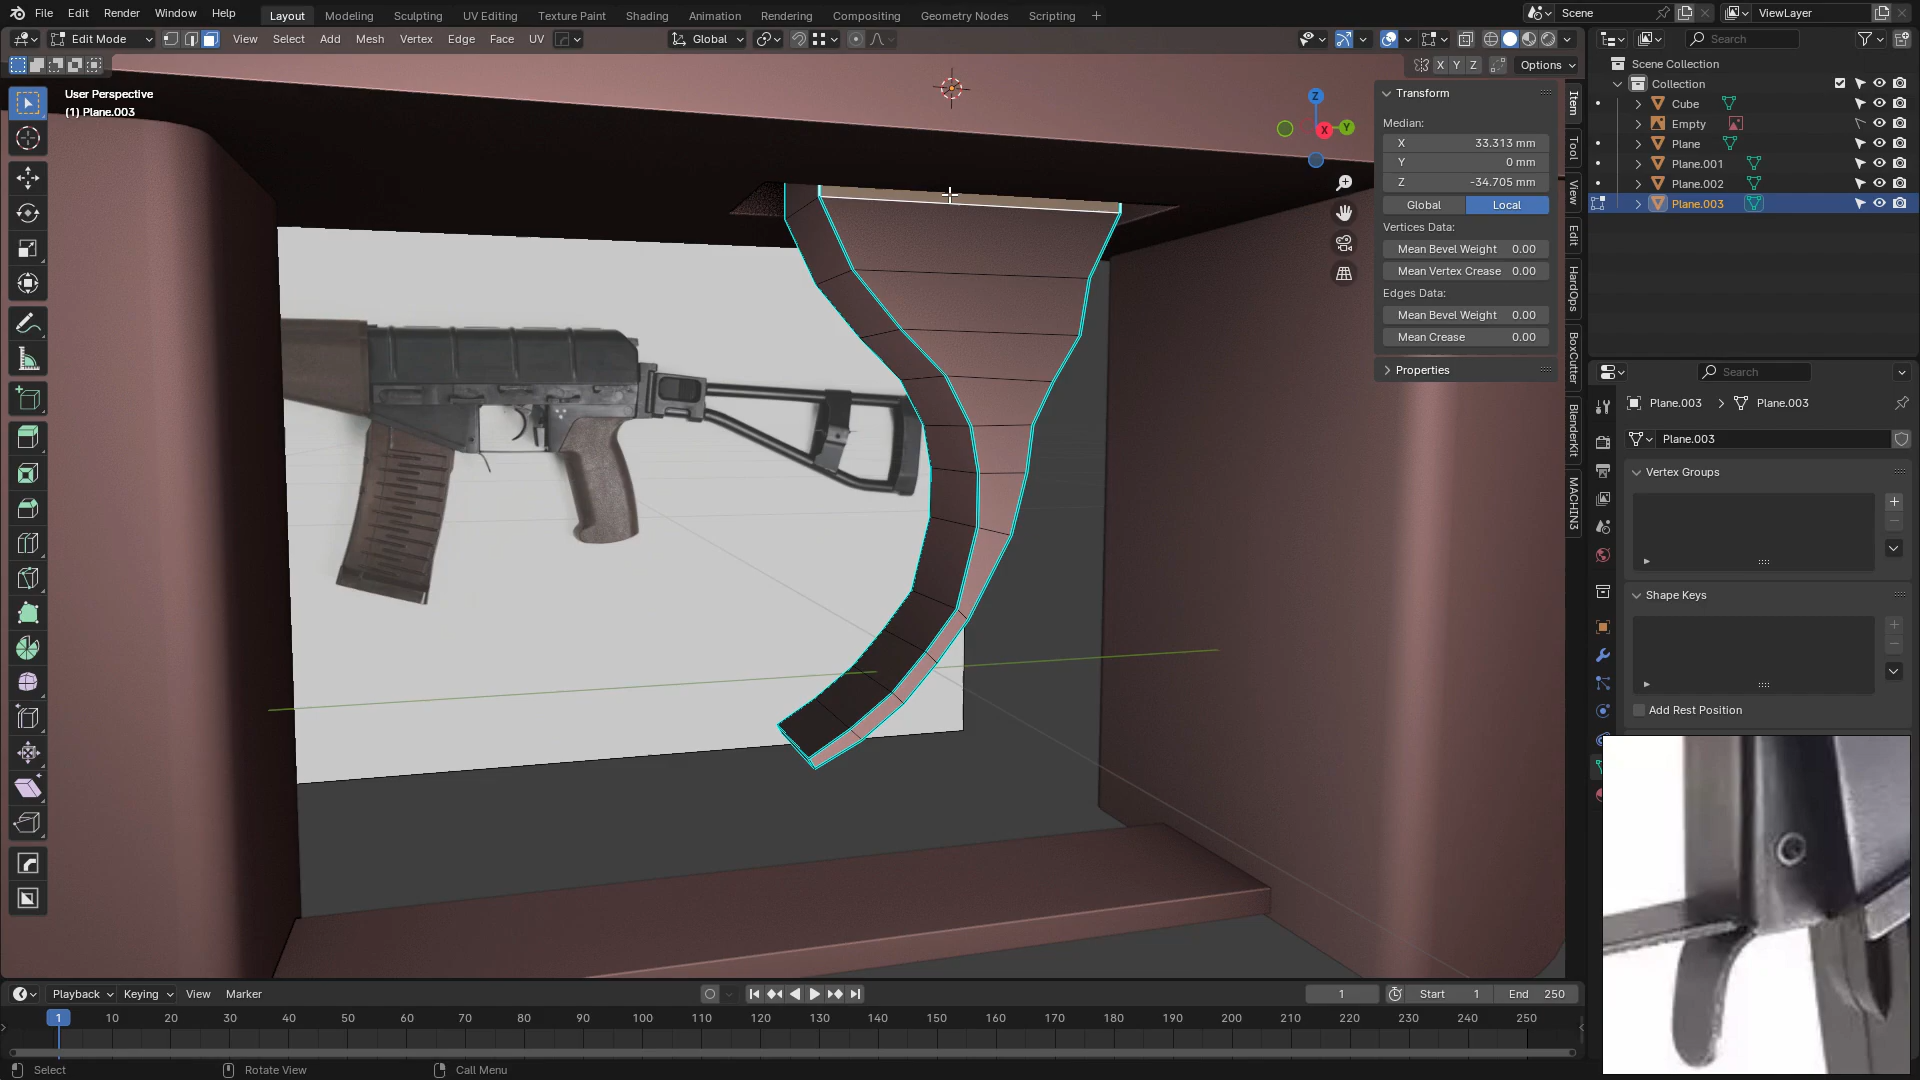 File Edit Render Window Help Layout Modeling Sculpting UV Editing Texture Paint Shading Animation Rendering Compositing Geometry Nodes Scripting + Scene ViewLayer
Edit Mode View Select Add Mesh Vertex Edge Face UV Global Search
X Y Z Options
User Perspective
(1) Plane.003
Z
X
Y
Transform
Median:
X 33.313 mm
Y 0 mm
Z -34.705 mm
Global Local
Vertices Data:
Mean Bevel Weight 0.00
Mean Vertex Crease 0.00
Edges Data:
Mean Bevel Weight 0.00
Mean Crease 0.00
Properties
Item
Tool
View
Edit
HardOps
BoxCutter
BlenderKit
MACHIN3
Scene Collection
Collection
Cube
Empty
Plane
Plane.001
Plane.002
Plane.003
Search
Plane.003 Plane.003
Plane.003
Vertex Groups
Shape Keys
Add Rest Position
Playback Keying View Marker 1 Start 1 End 250
1 10 20 30 40 50 60 70 80 90 100 110 120 130 140 150 160 170 180 190 200 210 220 230 240 250
Select Rotate View Call Menu